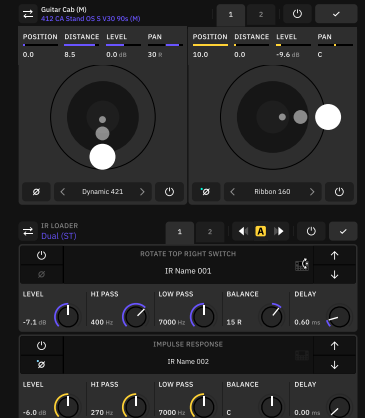 Guitar Cab (M)
412 CA Stand OS 5 V30 90s (M)
1 2
POSITION DISTANCE LEVEL PAN
0.0 8.5 0.0 dB 30 R
POSITION DISTANCE LEVEL PAN
10.0 0.0 -9.6 dB C
Dynamic 421
Ribbon 160
IR LOADER
Dual (ST)
1 2
A
ROTATE TOP RIGHT SWITCH
IR Name 001
LEVEL HI PASS LOW PASS BALANCE DELAY
-7.1 dB 400 Hz 7000 Hz 15 R 0.60 ms
IMPULSE RESPONSE
IR Name 002
LEVEL HI PASS LOW PASS BALANCE DELAY
-6.0 dB 270 Hz 7000 Hz C 0.00 ms